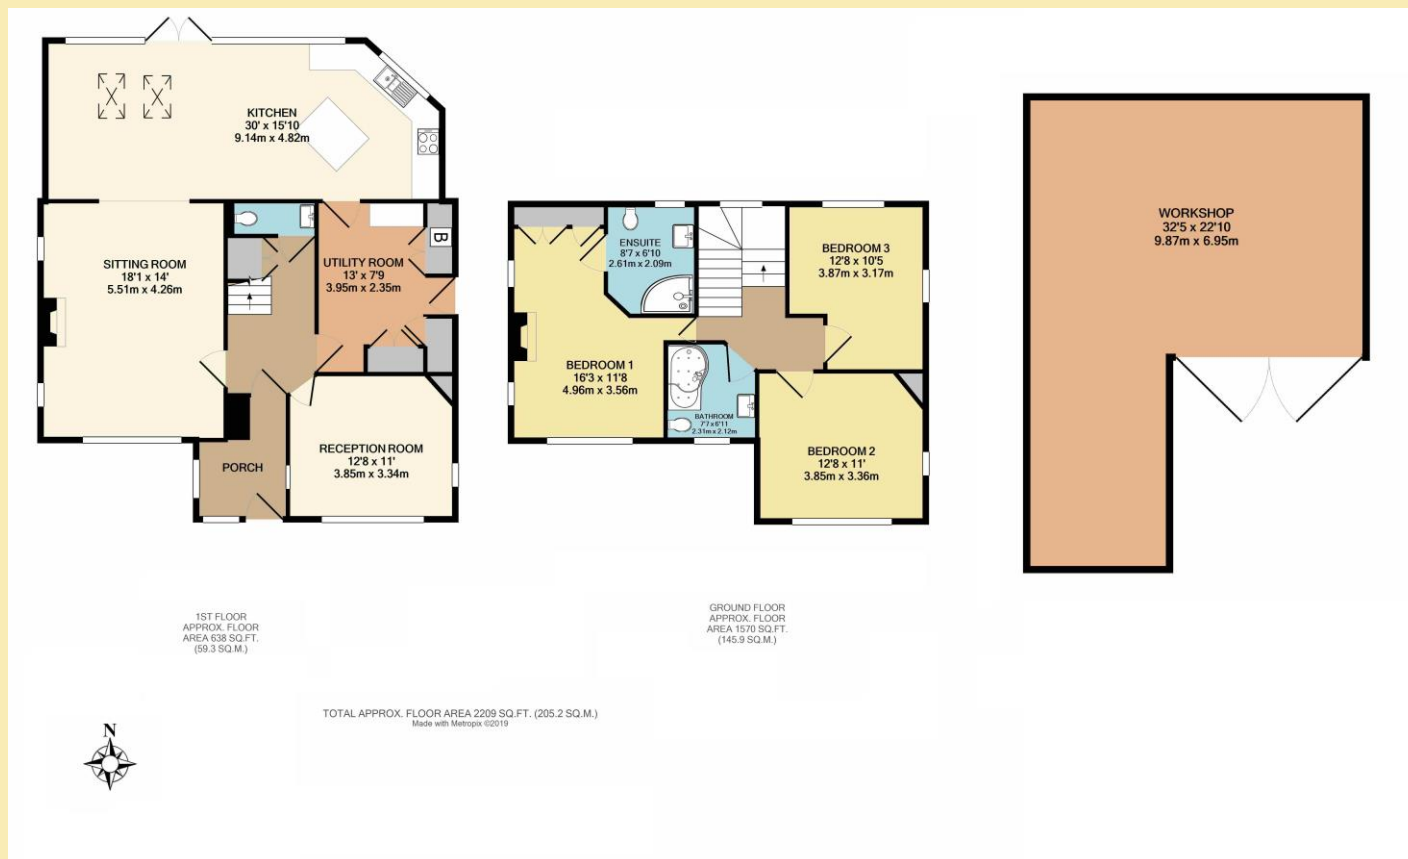 KITCHEN
30' x 15'10
9.14m x 4.82m
SITTING ROOM
18'1 x 14'
5.51m x 4.26m
UTILITY ROOM
13' x 7'9
3.95m x 2.35m
B
RECEPTION ROOM
12'8 x 11'
3.85m x 3.34m
PORCH
1ST FLOOR
APPROX. FLOOR
AREA 638 SQ.FT.
(59.3 SQ.M.)
ENSUITE
8'7 x 6'10
2.61m x 2.09m
BEDROOM 3
12'8 x 10'5
3.87m x 3.17m
BEDROOM 1
16'3 x 11'8
4.96m x 3.56m
BATHROOM
7'7 x 6'11
2.31m x 2.12m
BEDROOM 2
12'8 x 11'
3.85m x 3.36m
GROUND FLOOR
APPROX. FLOOR
AREA 1570 SQ.FT.
(145.9 SQ.M.)
WORKSHOP
32'5 x 22'10
9.87m x 6.95m
TOTAL APPROX. FLOOR AREA 2209 SQ.FT. (205.2 SQ.M.)
Made with Metropix ©2019
N